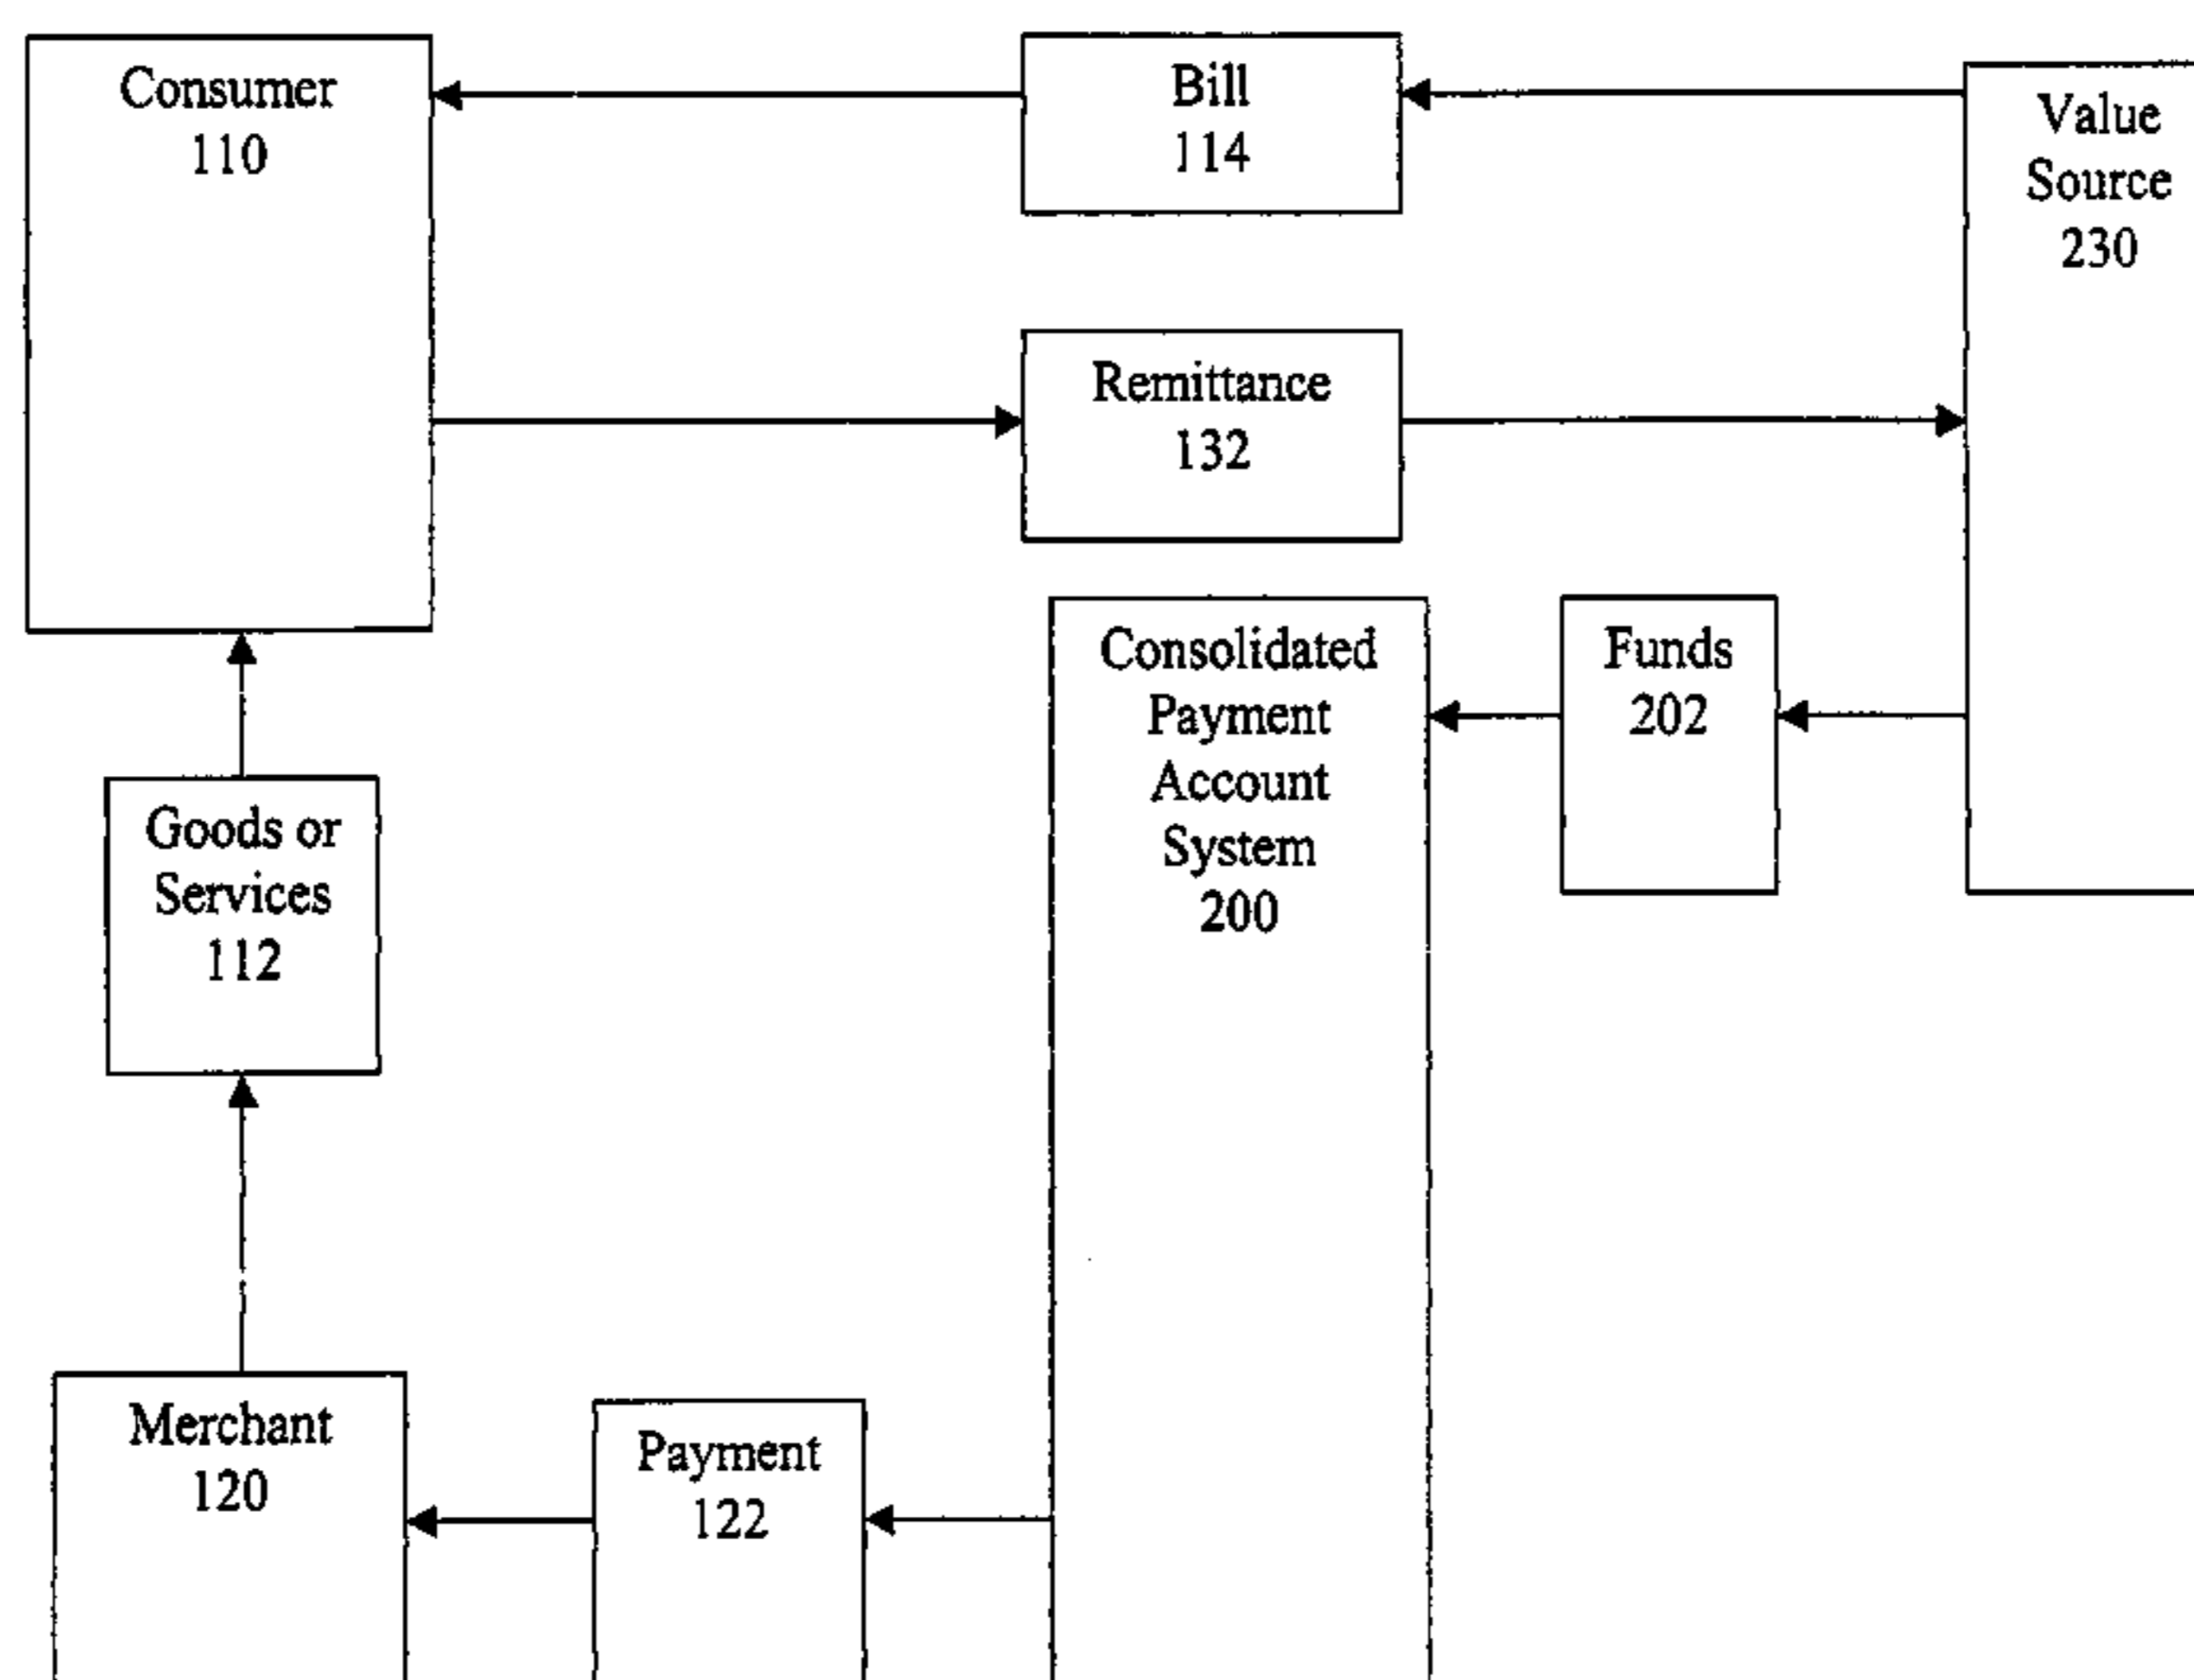 Consumer
110
Bill
114
Value
Source
230
Remittance
132
Consolidated
Payment
Account
System
200
Funds
202
Goods or
Services
112
Merchant
120
Payment
122